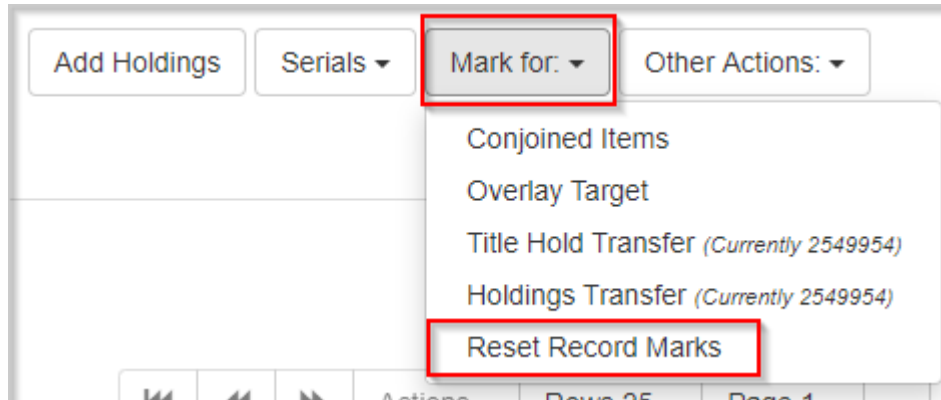 Add Holdings Serials Mark for: Other Actions:
Conjoined Items
Overlay Target
Title Hold Transfer (Currently 2549954)
Holdings Transfer (Currently 2549954)
Reset Record Marks
Actions Rows 25 Page 1